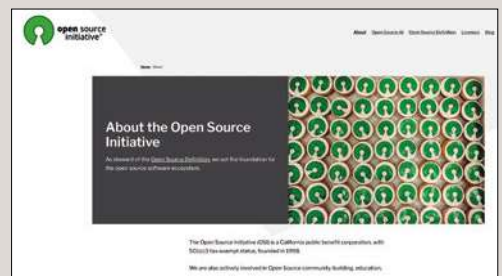 open source
initiative®
About Open Source AI Open Source Definition Licenses Blog
Home About
About the Open Source
Initiative
As steward of the Open Source Definition, we set the foundation for
the open source software ecosystem.
The Open Source Initiative (OSI) is a California public benefit corporation, with
501(c)3 tax-exempt status, founded in 1998.
We are also actively involved in Open Source community-building, education,